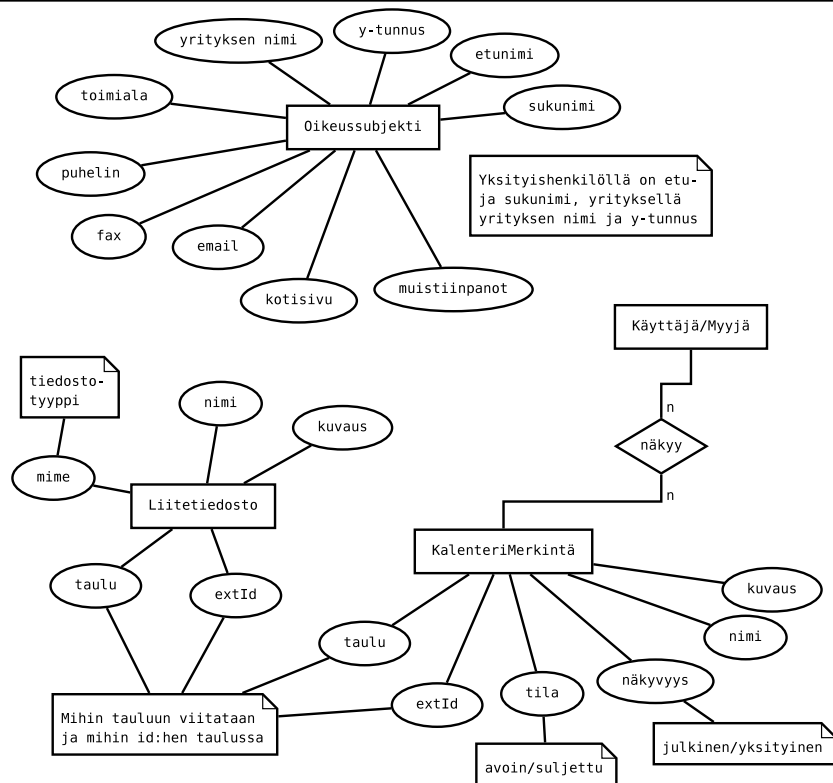 y-tunnus
yrityksen nimi
etunimi
toimiala
sukunimi
Oikeussubjekti
puhelin
Yksityishenkilöllä on etu-
ja sukunimi, yrityksellä
yrityksen nimi ja y-tunnus
fax
email
kotisivu
muistiinpanot
Käyttäjä/Myyjä
tiedosto-
tyyppi
nimi
kuvaus
n
näkyy
n
mime
Liitetiedosto
KalenteriMerkintä
taulu
extId
kuvaus
nimi
taulu
näkyvyys
tila
extId
Mihin tauluun viitataan
ja mihin id:hen taulussa
julkinen/yksityinen
avoin/suljettu